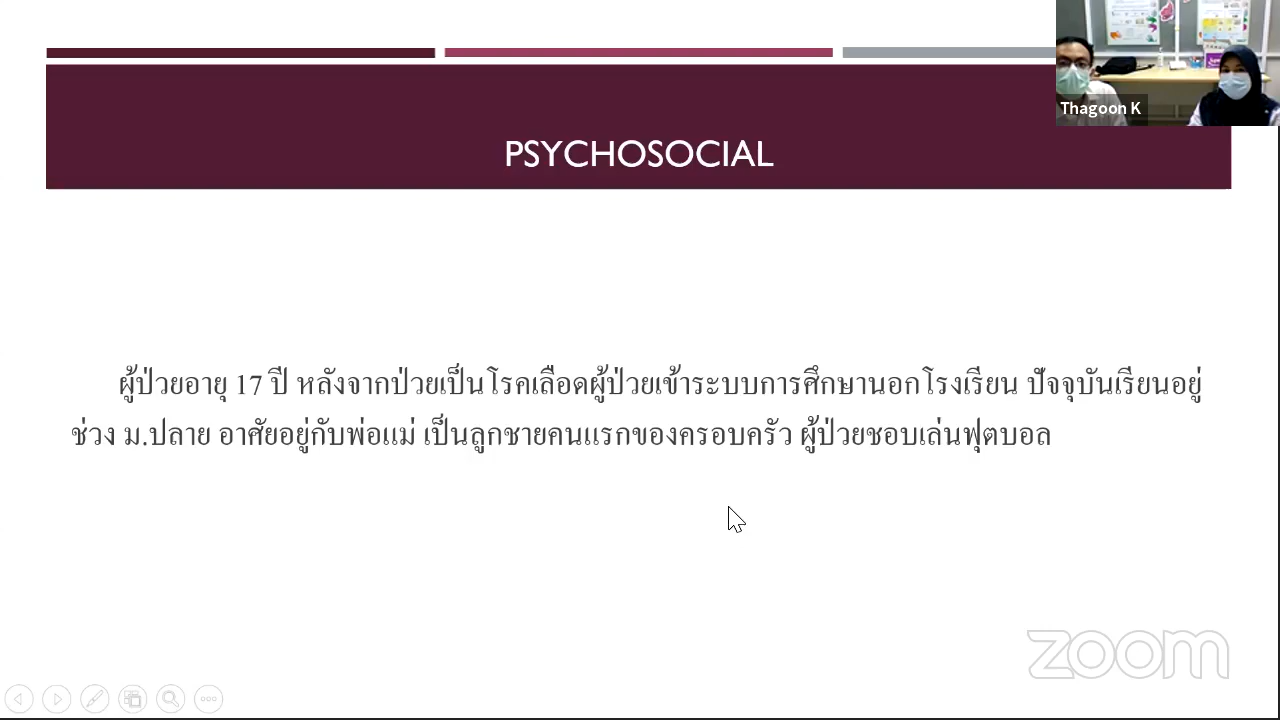 Thagoon K
PSYCHOSOCIAL
ผู้ป่วยอายุ 17 ปี หลังจากป่วยเป็นโรคเลือดผู้ป่วยเข้าระบบการศึกษานอกโรงเรียน ปัจจุบันเรียนอยู่
ช่วง ม.ปลาย อาศัยอยู่กับพ่อแม่ เป็นลูกชายคนแรกของครอบครัว ผู้ป่วยชอบเล่นฟุตบอล
zoom